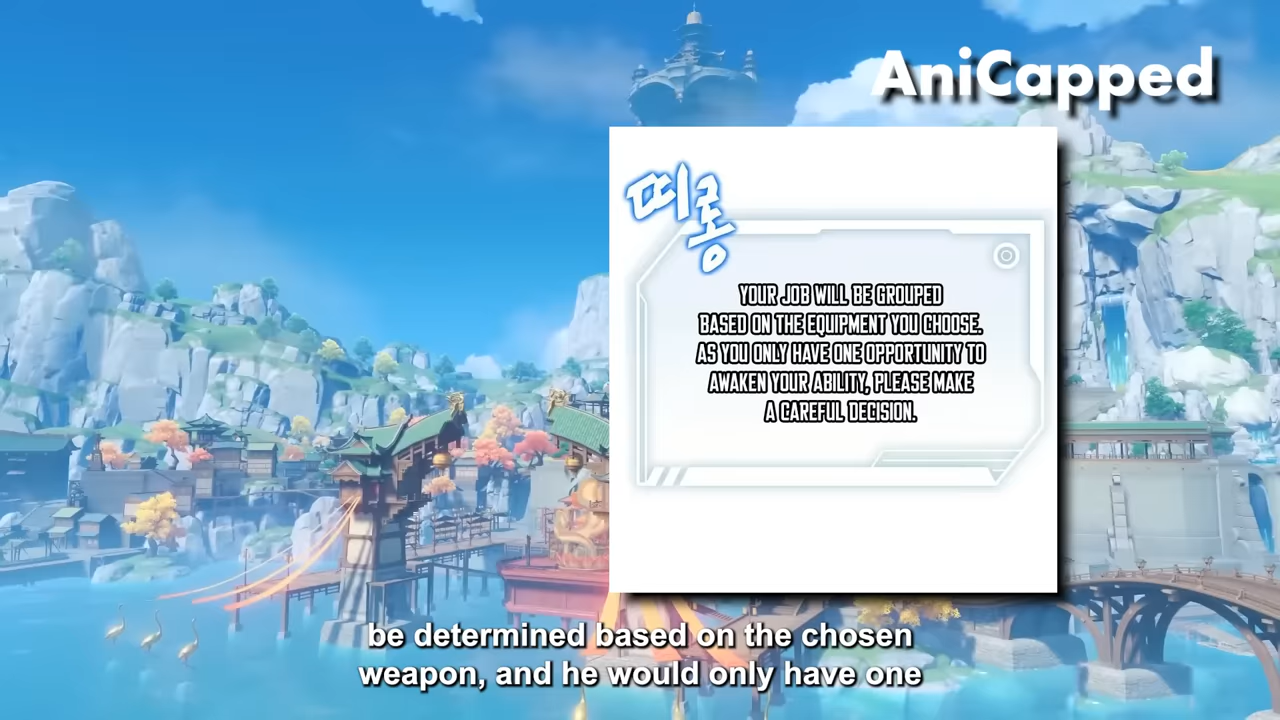 AniCapped
띠롱
YOUR JOB WILL BE GROUPED
BASED ON THE EQUIPMENT YOU CHOOSE.
AS YOU ONLY HAVE ONE OPPORTUNITY TO
AWAKEN YOUR ABILITY, PLEASE MAKE
A CAREFUL DECISION.
be determined based on the chosen
weapon, and he would only have one